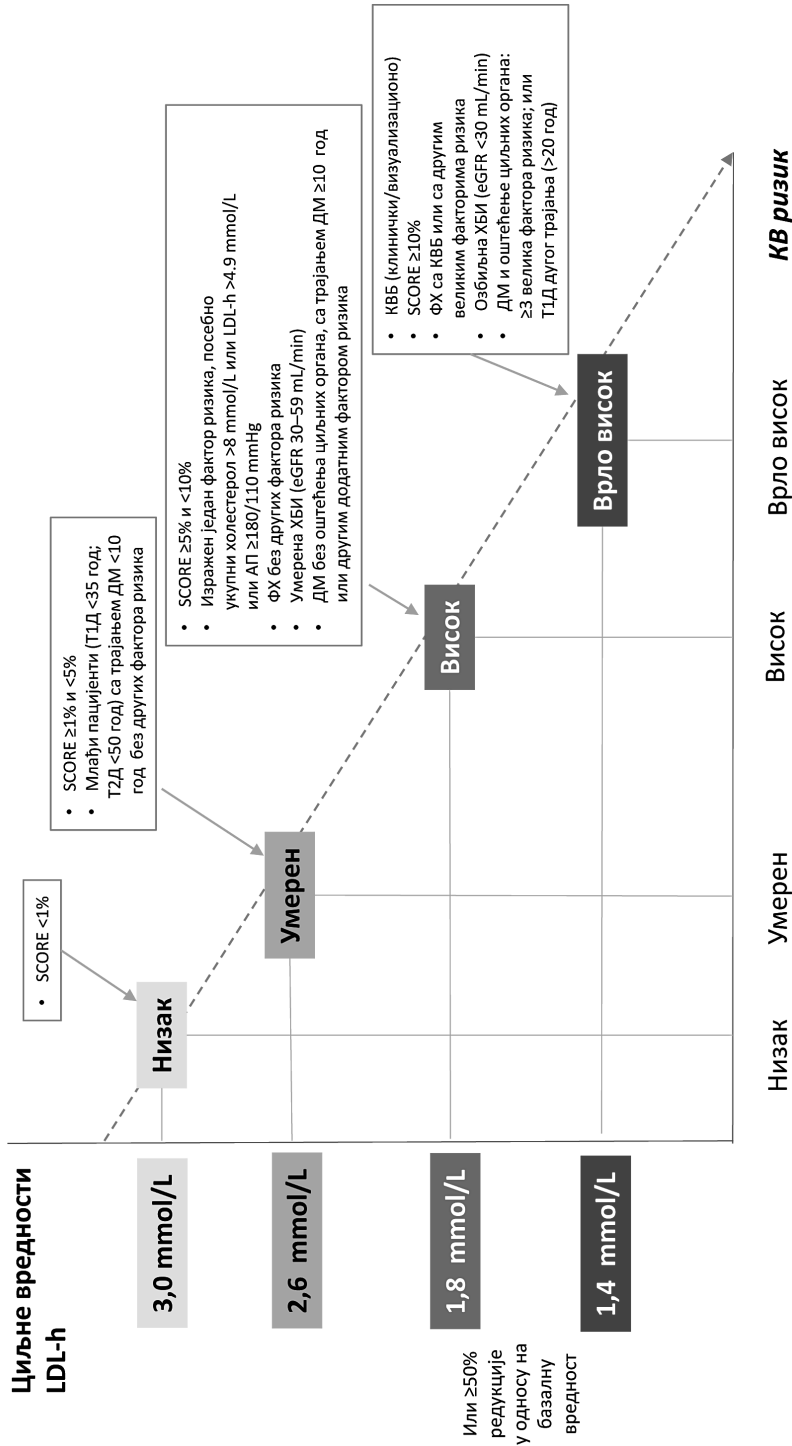 Циљне вредности
LDL-h
3,0 mmol/L
2,6 mmol/L
1,8 mmol/L
1,4 mmol/L
Или ≥50%
редукције
у односу на
базалну
вредност
• SCORE <1%
• SCORE ≥1% и <5%
• Млађи пацијенти (Т1Д <35 год;
Т2Д <50 год) са трајањем ДМ <10
год без других фактора ризика
• SCORE ≥5% и <10%
• Изражен један фактор ризика, посебно
укупни холестерол >8 mmol/L или LDL-h >4.9 mmol/L
или АП ≥180/110 mmHg
• ФХ без других фактора ризика
• Умерена ХБИ (eGFR 30–59 mL/min)
• ДМ без оштећења циљних органа, са трајањем ДМ ≥10 год
или другим додатним фактором ризика
• КВБ (клинички/визуализационо)
• SCORE ≥10%
• ФХ са КВБ или са другим
великим факторима ризика
• Озбиљна ХБИ (eGFR <30 mL/min)
• ДМ и оштећење циљних органа:
≥3 велика фактора ризика; или
Т1Д дугог трајања (>20 год)
Низак
Умерен
Висок
Врло висок
Низак
Умерен
Висок
Врло висок
КВ ризик